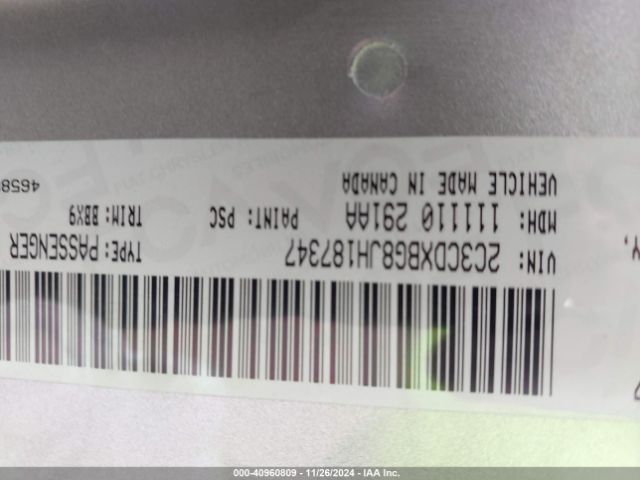 VIN: 2C3CDXBG8JH187347 TYPE: PASSENGER
MDH: 111110 291AA PAINT: PSC TRIM: BBX9
VEHICLE MADE IN CANADA
000-40960809 - 11/26/2024 - IAA Inc.